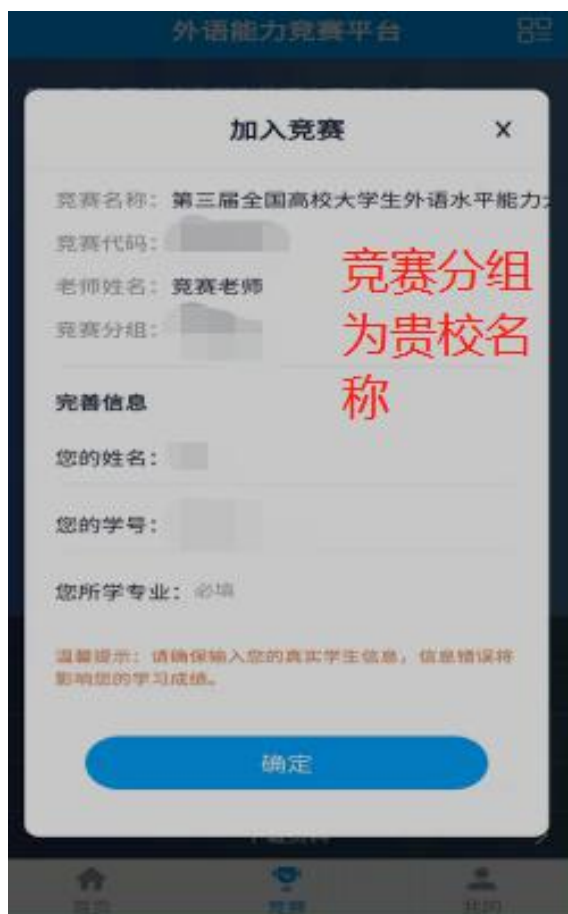 外语能力竞赛平台
加入竞赛
×
竞赛名称：第三届全国高校大学生外语水平能力
竞赛代码：
老师姓名：竞赛老师
竞赛分组：
竞赛分组
为贵校名
称
完善信息
您的姓名：
您的学号：
您所学专业：必填
温馨提示：请确保输入您的真实学生信息，信息错误将
影响您的学习成绩。
确定
竞赛
我的